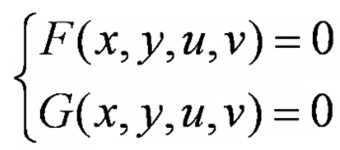 F(x, y, u, v) = 0
G(x, y, u, v) = 0